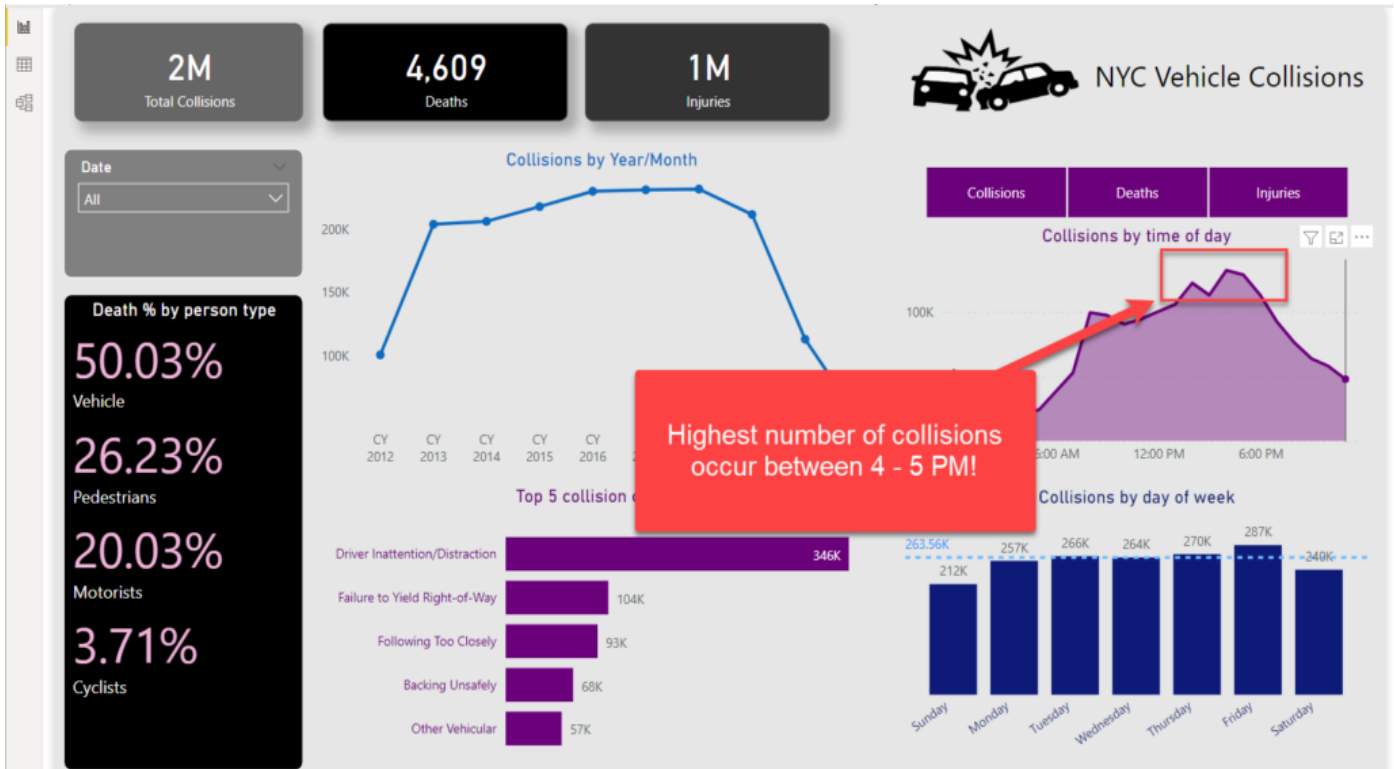 2M
Total Collisions
4,609
Deaths
1M
Injuries
NYC Vehicle Collisions
Date
All
Death % by person type
50.03%
Vehicle
26.23%
Pedestrians
20.03%
Motorists
3.71%
Cyclists
Collisions by Year/Month
200K
150K
100K
CY 2012
CY 2013
CY 2014
CY 2015
CY 2016
Collisions
Deaths
Injuries
Collisions by time of day
100K
12:00 PM
6:00 PM
Highest number of collisions
occur between 4 - 5 PM!
Top 5 collision
Driver Inattention/Distraction
346K
Failure to Yield Right-of-Way
104K
Following Too Closely
93K
Backing Unsafely
68K
Other Vehicular
57K
Collisions by day of week
263.56K
212K
257K
266K
264K
270K
287K
240K
Sunday
Monday
Tuesday
Wednesday
Thursday
Friday
Saturday